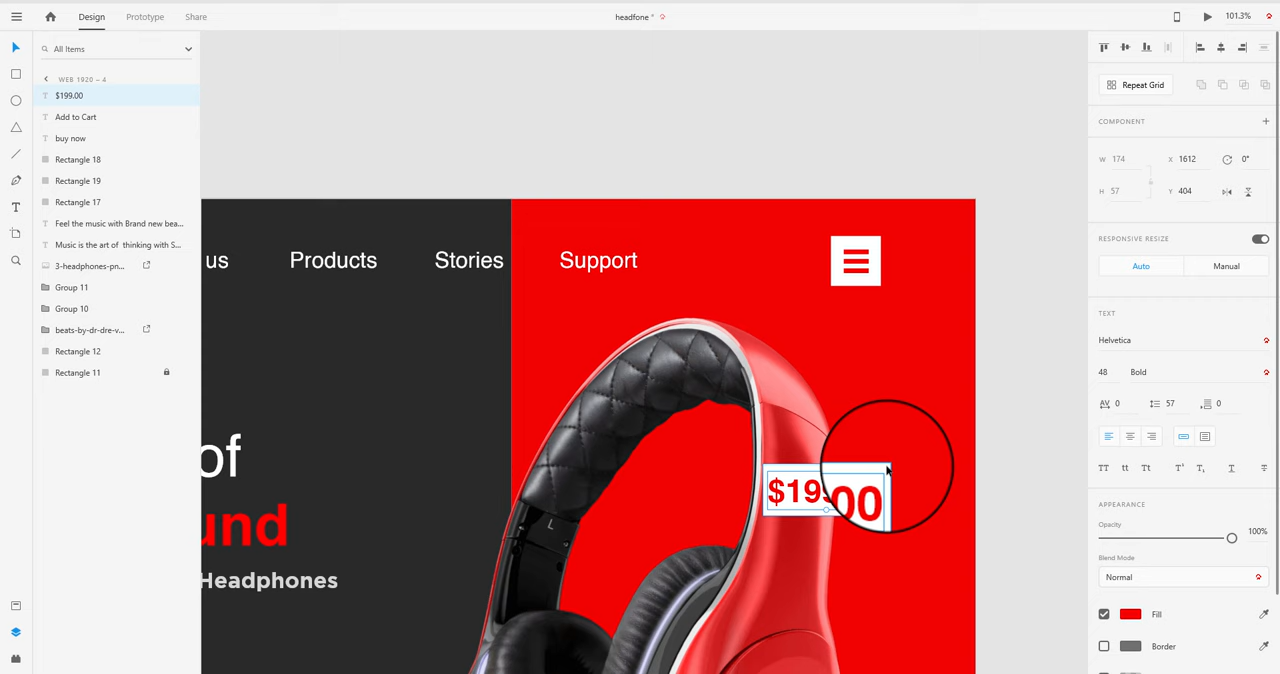 Design Prototype Share
headfone *
101.3%
All Items
WEB 1920 – 4
$199.00
Add to Cart
buy now
Rectangle 18
Rectangle 19
Rectangle 17
Feel the music with Brand new bea...
Music is the art of thinking with S...
3-headphones-pn...
Group 11
Group 10
beats-by-dr-dre-v...
Rectangle 12
Rectangle 11
us Products Stories Support
of
und
Headphones
L
$19
00
Repeat Grid
COMPONENT
W 174 X 1612 0°
H 57 Y 404
RESPONSIVE RESIZE
Auto Manual
TEXT
Helvetica
48 Bold
AV 0 57 0
TT tt Tt T' T, T T
APPEARANCE
Opacity
100%
Blend Mode
Normal
Fill
Border